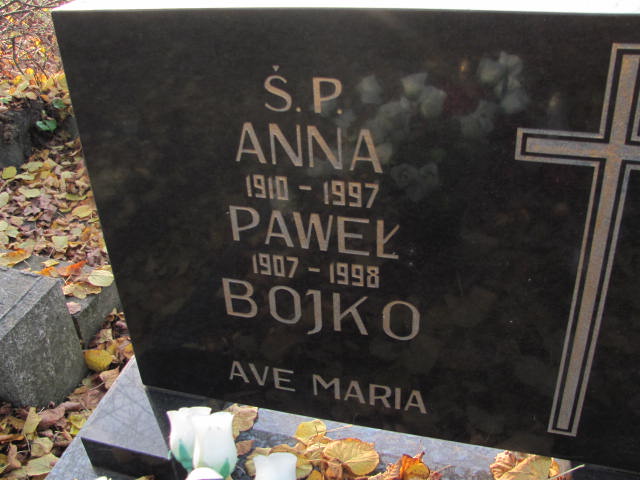 Ś.P.
ANNA
1910 - 1997
PAWEŁ
1907 - 1998
BOJKO
AVE MARIA